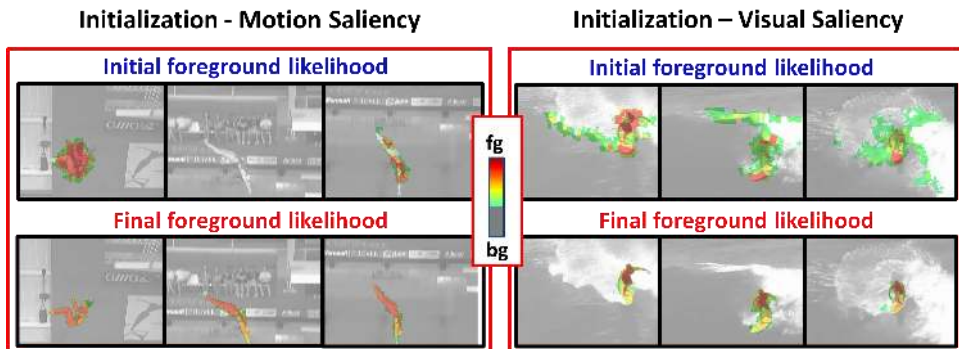 Initialization - Motion Saliency
Initialization – Visual Saliency
Initial foreground likelihood
Initial foreground likelihood
fg
bg
Final foreground likelihood
Final foreground likelihood